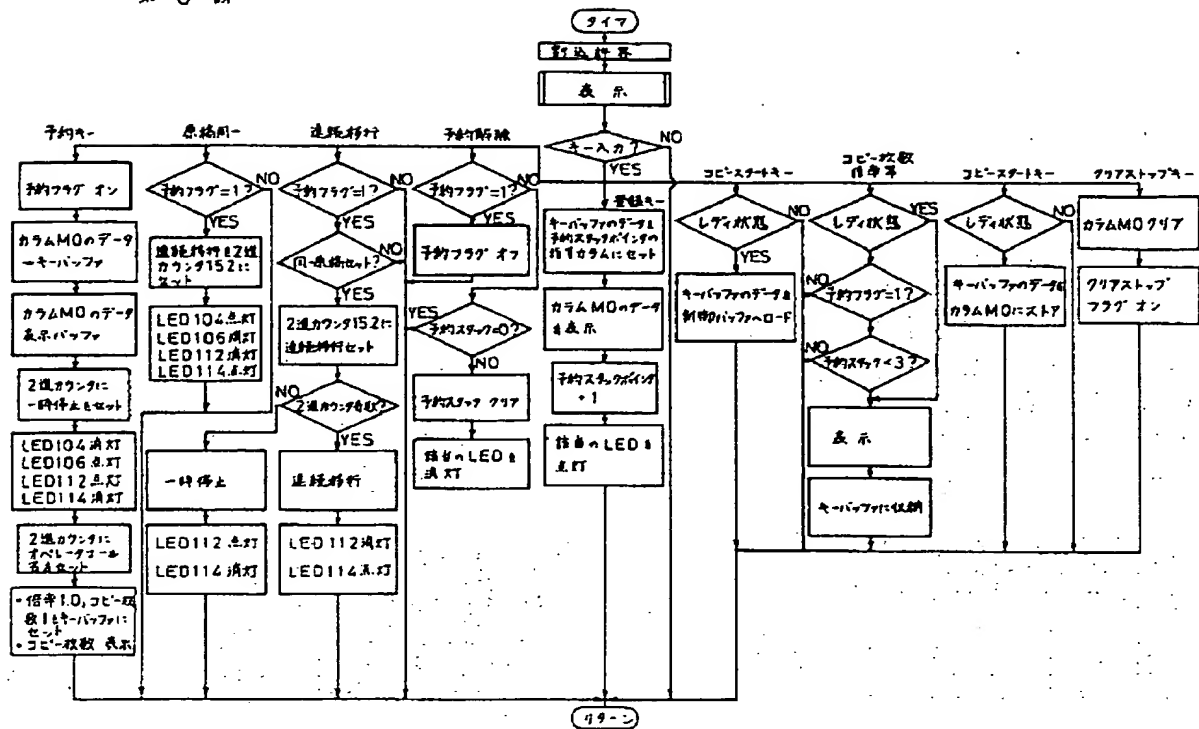 タイマ
割込許可
表示
キー入力?
NO
YES
予約キー
予約フラグ オン
カラムM0のデータ
→キーバッファ
カラムM0のデータ
表示バッファ
2進カウンタに
一時停止をセット
LED104消灯
LED106点灯
LED112点灯
LED114消灯
2進カウンタに
オペレータコール
セット
・倍率1.0,コピー枚
数1をキーバッファに
セット
・コピー枚数 表示
原稿同一
予約フラグ=1?
NO
YES
連続移行を2進
カウンタ152に
セット
LED104点灯
LED106消灯
LED112消灯
LED114点灯
一時停止
LED112点灯
LED114消灯
連続移行
予約フラグ=1?
YES
同一原稿セット?
NO
YES
2進カウンタ152に
連続移行セット
NO
2進カウンタ
YES
連続移行
LED112消灯
LED114点灯
予約解除
予約フラグ=1?
NO
予約フラグ オフ
YES
予約スタック=0?
NO
予約スタック クリア
該当のLEDを
消灯
登録キー
キーバッファのデータを
予約スタックポインタの
指すカラムにセット
カラムM0のデータ
を表示
予約スタックポインタ
+1
該当のLEDを
点灯
コピースタートキー
レディ状態
NO
YES
キーバッファのデータを
制御バッファへロード
コピー枚数
倍率等
レディ状態
YES
NO
予約フラグ=1?
NO
予約スタック<3?
表示
キーバッファに収納
コピースタートキー
レディ状態
NO
キーバッファのデータを
カラムM0にストア
クリアストップキー
カラムM0クリア
クリアストップ
フラグ オン
リターン